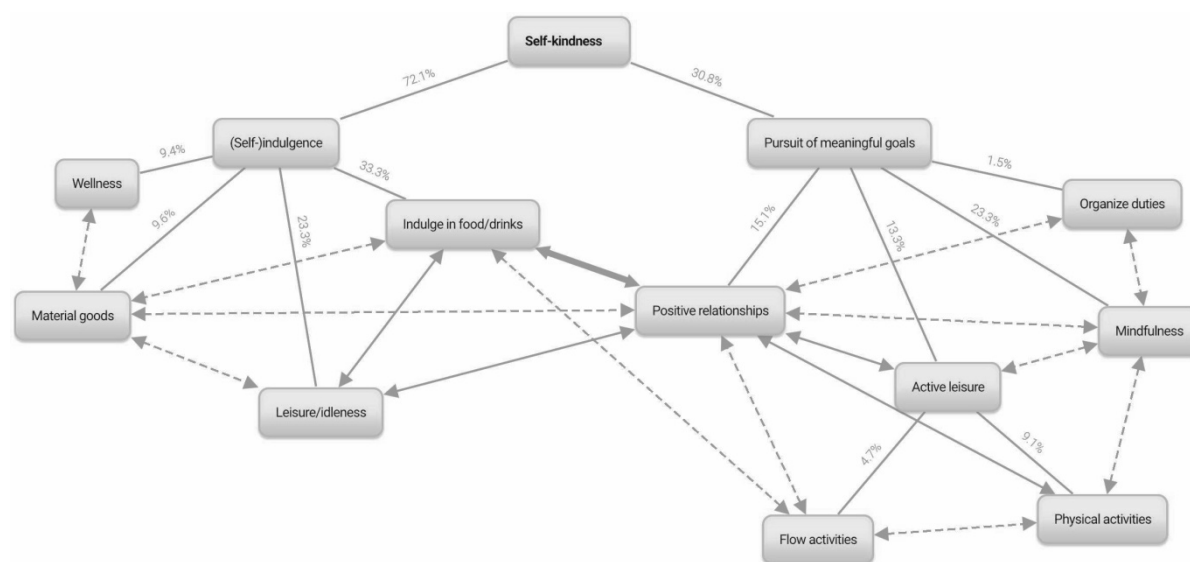 Self-kindness
72.1%
30.8%
(Self-)indulgence
Pursuit of meaningful goals
9.4%
33.3%
1.5%
Wellness
Organize duties
9.6%
23.3%
15.1%
13.3%
23.3%
Indulge in food/drinks
Material goods
Positive relationships
Mindfulness
Leisure/idleness
Active leisure
4.7%
9.1%
Flow activities
Physical activities